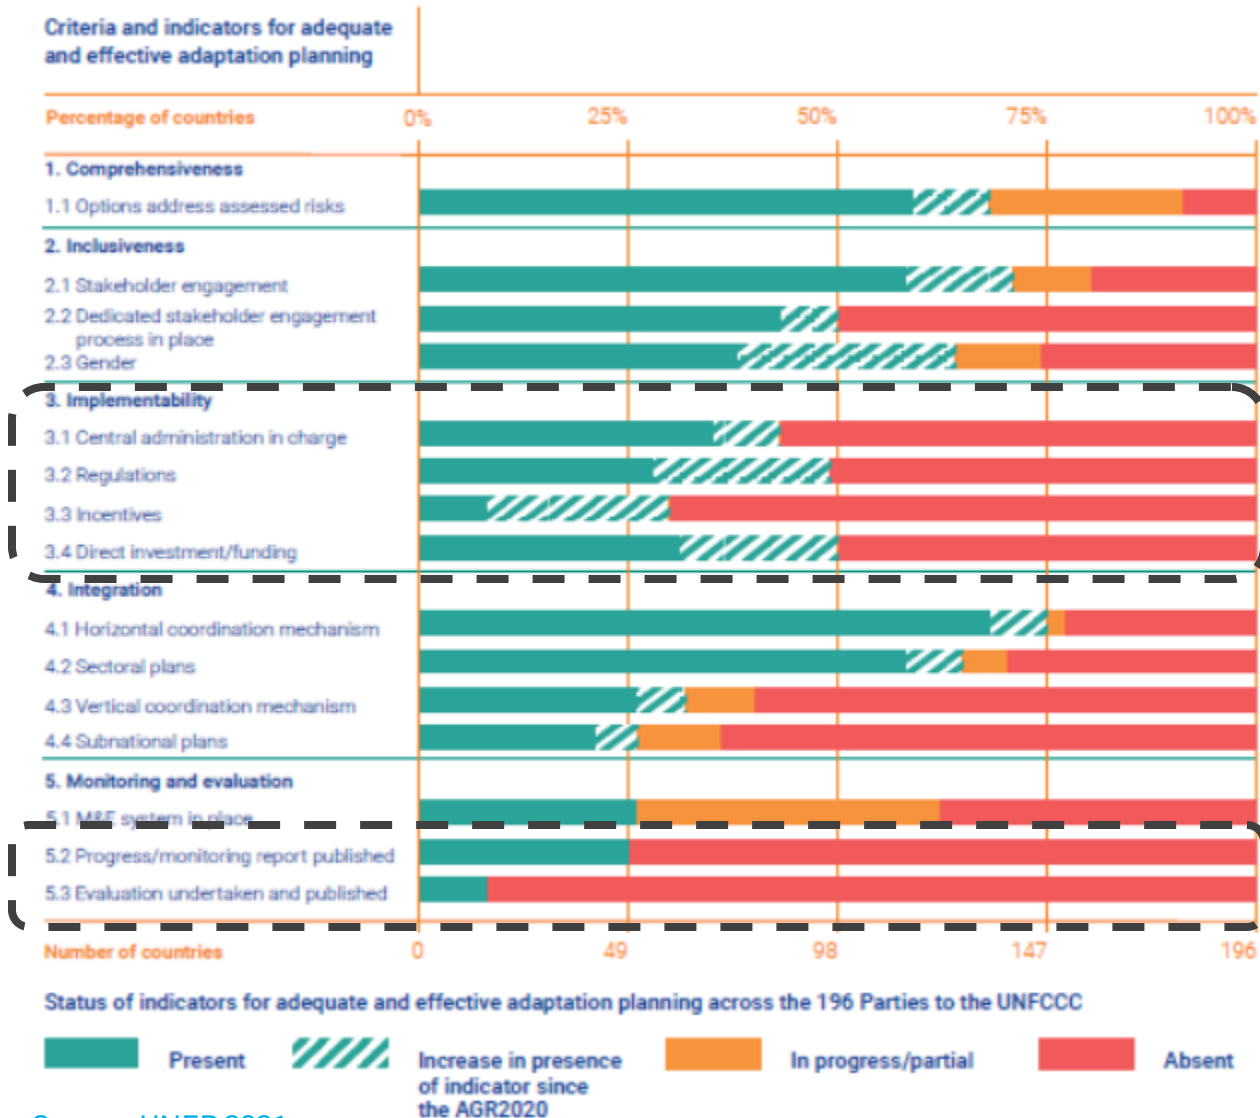 Criteria and indicators for adequate
and effective adaptation planning
Percentage of countries 0% 25% 50% 75% 100%
1. Comprehensiveness
1.1 Options address assessed risks
2. Inclusiveness
2.1 Stakeholder engagement
2.2 Dedicated stakeholder engagement
process in place
2.3 Gender
3. Implementability
3.1 Central administration in charge
3.2 Regulations
3.3 Incentives
3.4 Direct investment/funding
4. Integration
4.1 Horizontal coordination mechanism
4.2 Sectoral plans
4.3 Vertical coordination mechanism
4.4 Subnational plans
5. Monitoring and evaluation
5.1 M&E system in place
5.2 Progress/monitoring report published
5.3 Evaluation undertaken and published
Number of countries 0 49 98 147 196
Status of indicators for adequate and effective adaptation planning across the 196 Parties to the UNFCCC
Present
Increase in presence
of indicator since
the AGR2020
In progress/partial
Absent